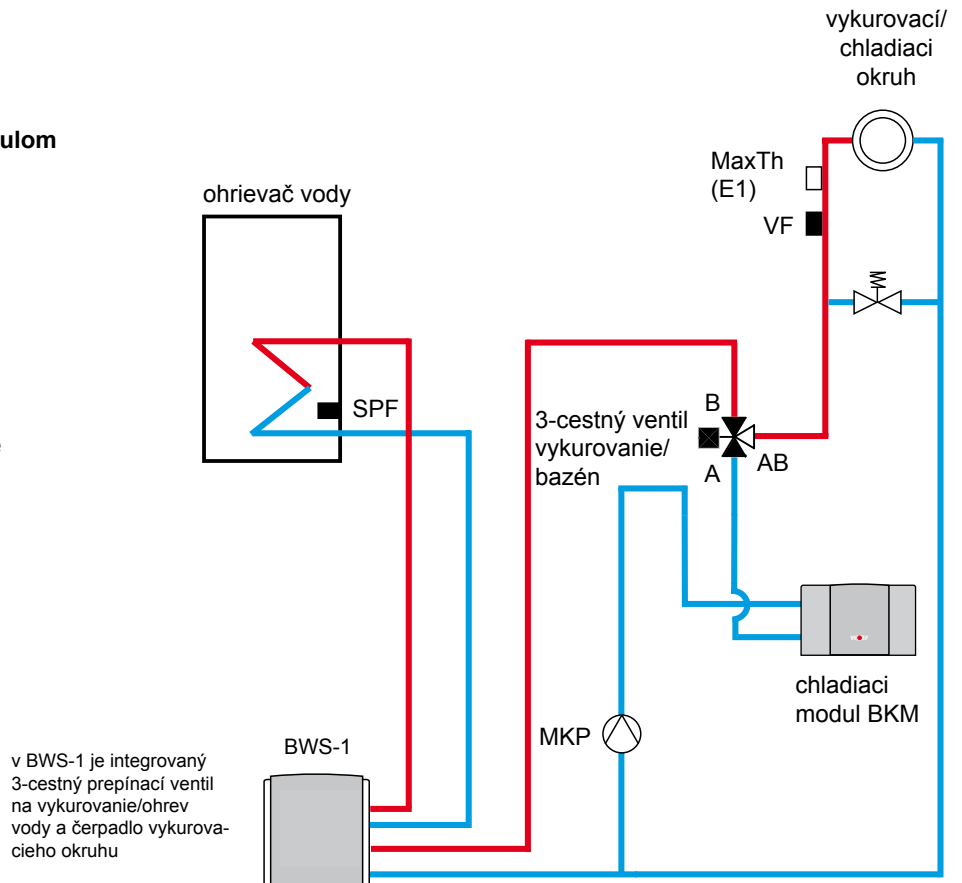 vykurovací/
chladiaci
okruh
ulom
MaxTh
(E1)
ohrievač vody
VF
B
SPF
3-cestný ventil
vykurovanie/
bazén
AB
A
e
chladiaci
modul BKM
MKP
BWS-1
v BWS-1 je integrovaný
3-cestný prepínací ventil
na vykurovanie/ohrev
vody a čerpadlo vykurova-
cieho okruhu